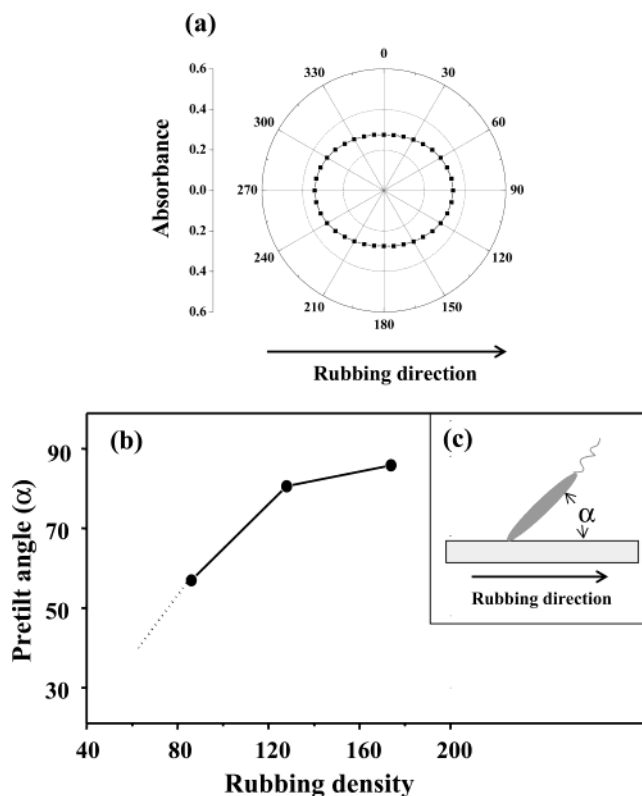 (a)
0
30
60
90
120
150
180
210
240
270
300
330
0.6
0.4
0.2
0.0
0.2
0.4
0.6
Absorbance
Rubbing direction
(b)
90
70
50
30
Pretilt angle (α)
40 80 120 160 200
Rubbing density
(c)
α
Rubbing direction